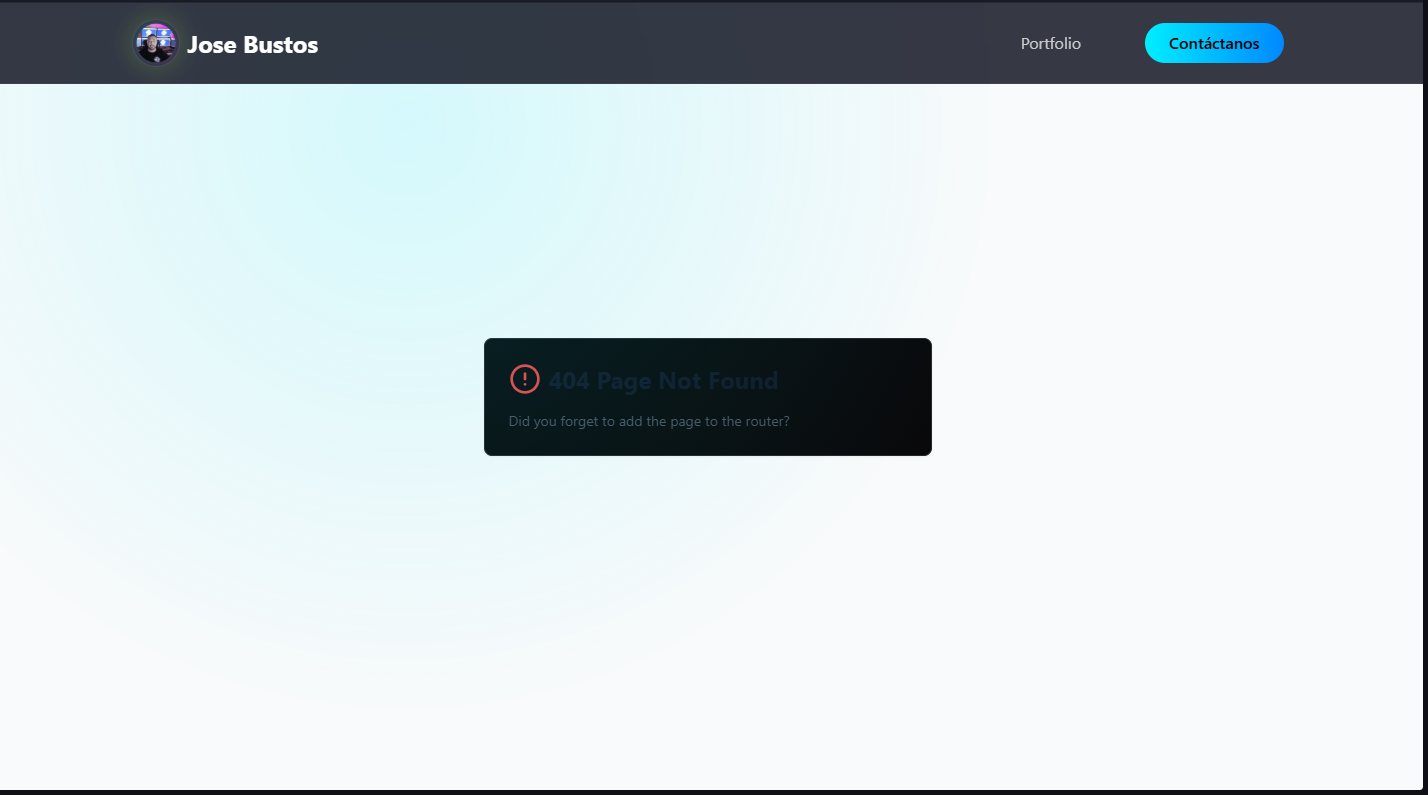 Jose Bustos
Portfolio
Contáctanos
404 Page Not Found
Did you forget to add the page to the router?